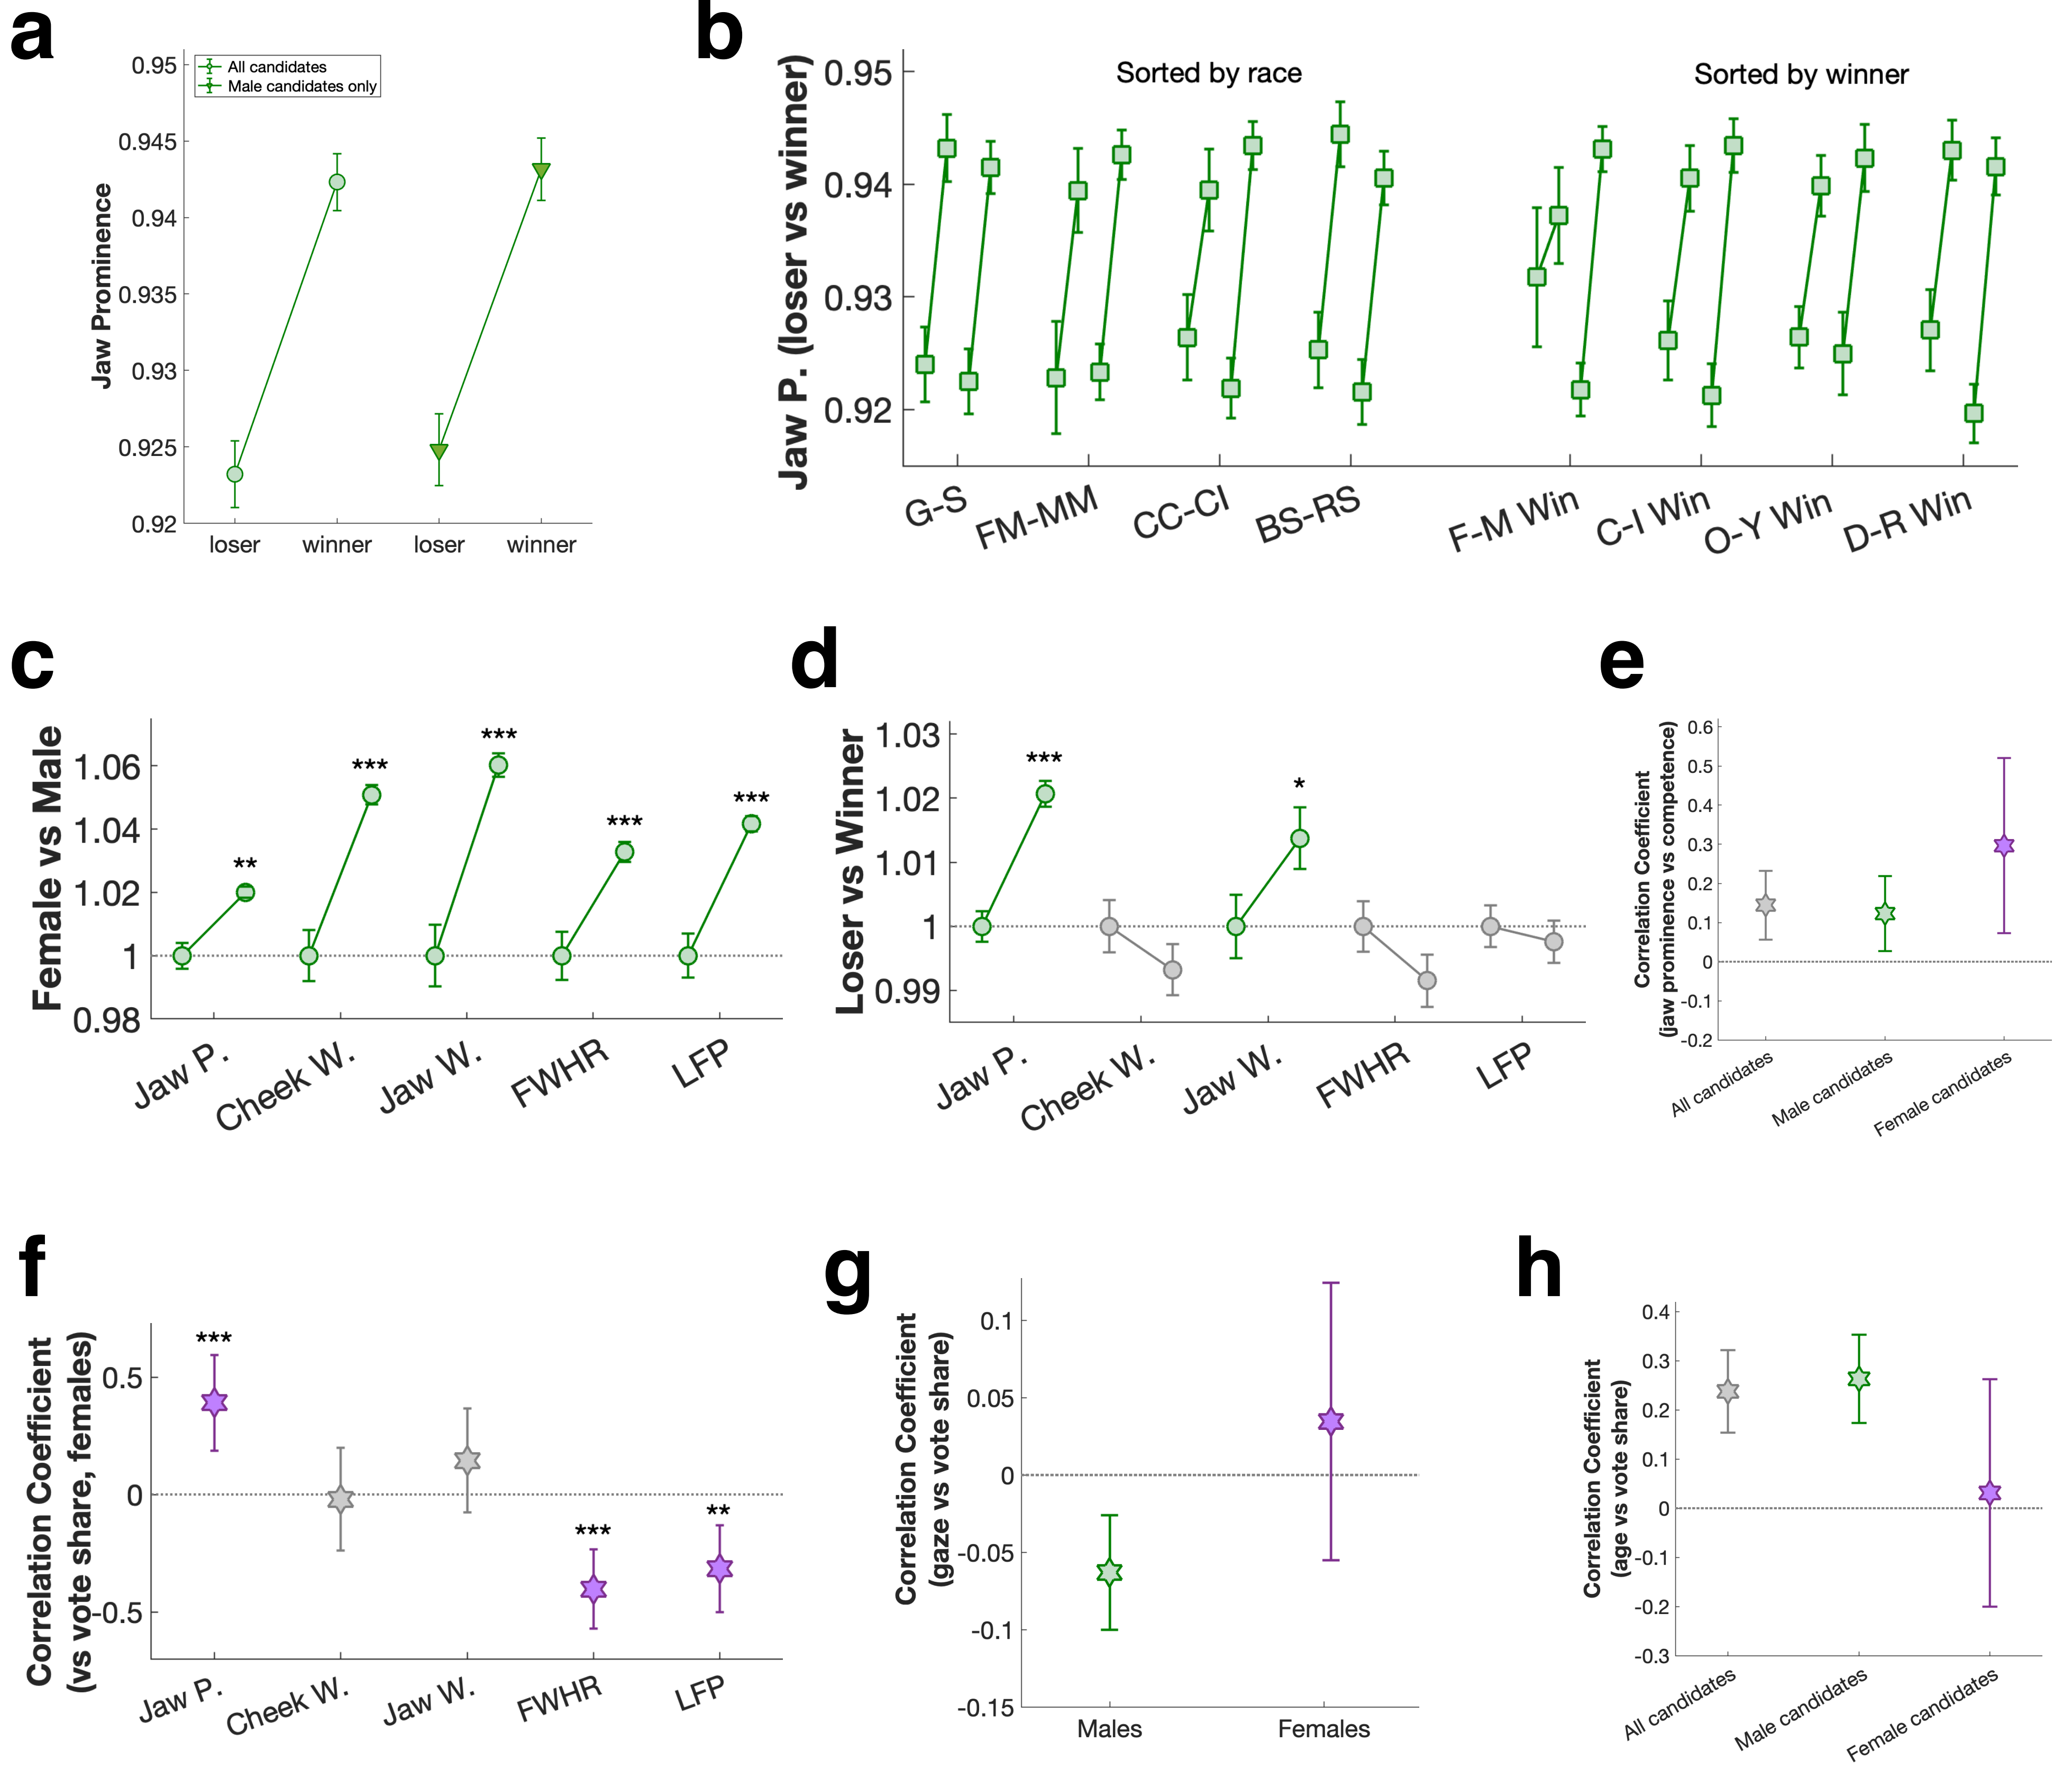 a
0.95
0.945
0.94
0.935
0.93
0.925
0.92
Jaw Prominence
All candidates
Male candidates only
loser winner loser winner
b
Jaw P. (loser vs winner)
0.95
0.94
0.93
0.92
Sorted by race
Sorted by winner
G-S FM-MM CC-CI BS-RS F-M Win C-I Win O-Y Win D-R Win
c
Female vs Male
1.06
1.04
1.02
1
0.98
** *** *** *** ***
Jaw P. Cheek W. Jaw W. FWHR LFP
d
Loser vs Winner
1.03
1.02
1.01
1
0.99
*** *
Jaw P. Cheek W. Jaw W. FWHR LFP
e
Correlation Coefficient
(jaw prominence vs competence)
0.6
0.5
0.4
0.3
0.2
0.1
0
-0.1
-0.2
All candidates Male candidates Female candidates
f
Correlation Coefficient
(vs vote share, females)
0.5
0
-0.5
*** *** **
Jaw P. Cheek W. Jaw W. FWHR LFP
g
Correlation Coefficient
(gaze vs vote share)
0.1
0.05
0
-0.05
-0.1
-0.15
Males Females
h
Correlation Coefficient
(age vs vote share)
0.4
0.3
0.2
0.1
0
-0.1
-0.2
-0.3
All candidates Male candidates Female candidates